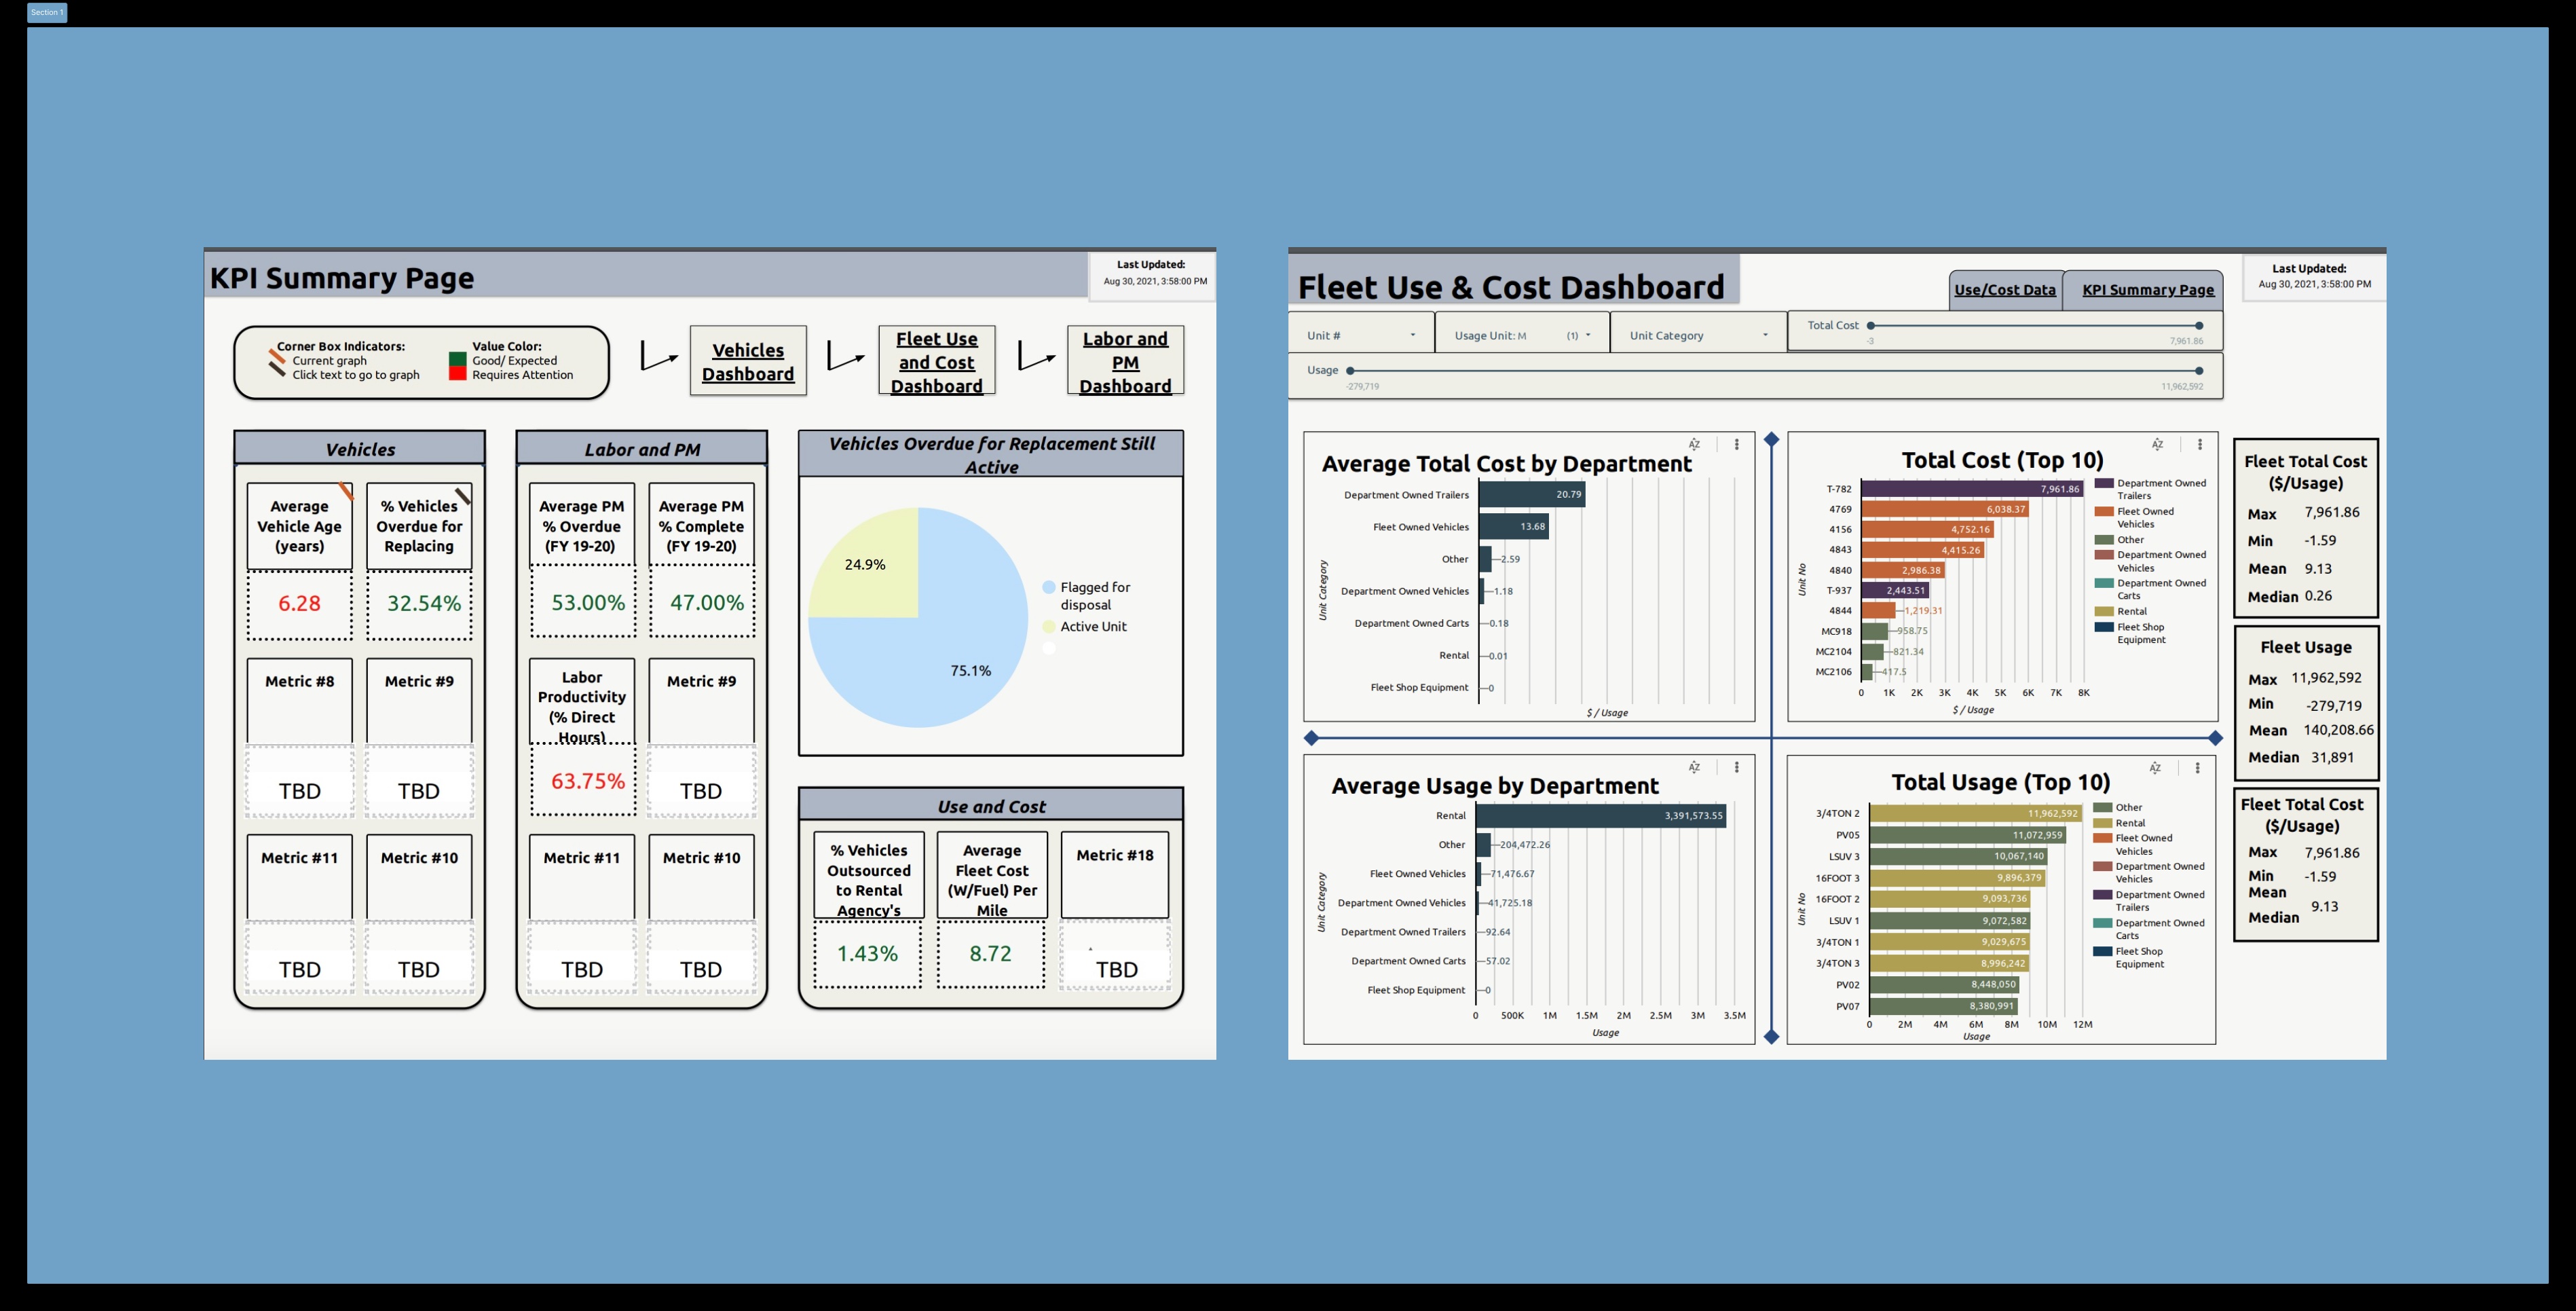 Section 1
KPI Summary Page
Last Updated:
Aug 30, 2021, 3:58:00 PM
Corner Box Indicators:
Current graph
Click text to go to graph
Value Color:
Good/ Expected
Requires Attention
Vehicles
Dashboard
Fleet Use
and Cost
Dashboard
Labor and
PM
Dashboard
Vehicles
Average
Vehicle Age
(years)
6.28
% Vehicles
Overdue for
Replacing
32.54%
Metric #8
TBD
Metric #9
TBD
Metric #11
TBD
Metric #10
TBD
Labor and PM
Average PM
% Overdue
(FY 19-20)
53.00%
Average PM
% Complete
(FY 19-20)
47.00%
Labor
Productivity
(% Direct
Hours)
63.75%
Metric #9
TBD
Metric #11
TBD
Metric #10
TBD
Vehicles Overdue for Replacement Still
Active
24.9%
75.1%
Flagged for
disposal
Active Unit
Use and Cost
% Vehicles
Outsourced
to Rental
Agency's
1.43%
Average
Fleet Cost
(W/Fuel) Per
Mile
8.72
Metric #18
TBD
Fleet Use & Cost Dashboard
Use/Cost Data
KPI Summary Page
Last Updated:
Aug 30, 2021, 3:58:00 PM
Unit #
Usage Unit: M (1)
Unit Category
Total Cost
-3
7,961.86
Usage
-279,719
11,962,592
Average Total Cost by Department
Unit Category
Department Owned Trailers 20.79
Fleet Owned Vehicles 13.68
Other 2.59
Department Owned Vehicles 1.18
Department Owned Carts 0.18
Rental 0.01
Fleet Shop Equipment 0
$ / Usage
Total Cost (Top 10)
Unit No
T-782 7,961.86
4769 6,038.37
4156 4,752.16
4843 4,415.26
4840 2,986.38
T-937 2,443.51
4844 1,219.31
MC918 958.75
MC2104 821.34
MC2106 417.5
0 1K 2K 3K 4K 5K 6K 7K 8K
$ / Usage
Department Owned
Trailers
Fleet Owned
Vehicles
Other
Department Owned
Vehicles
Department Owned
Carts
Rental
Fleet Shop
Equipment
Fleet Total Cost
($/Usage)
Max 7,961.86
Min -1.59
Mean 9.13
Median 0.26
Fleet Usage
Max 11,962,592
Min -279,719
Mean 140,208.66
Median 31,891
Average Usage by Department
Unit Category
Rental 3,391,573.55
Other 204,472.26
Fleet Owned Vehicles 71,476.67
Department Owned Vehicles 41,725.18
Department Owned Trailers 92.64
Department Owned Carts 57.02
Fleet Shop Equipment 0
0 500K 1M 1.5M 2M 2.5M 3M 3.5M
Usage
Total Usage (Top 10)
Unit No
3/4TON 2 11,962,592
PV05 11,072,959
LSUV 3 10,067,140
16FOOT 3 9,896,379
16FOOT 2 9,093,736
LSUV 1 9,072,582
3/4TON 1 9,029,675
3/4TON 3 8,996,242
PV02 8,448,050
PV07 8,380,991
0 2M 4M 6M 8M 10M 12M
Usage
Other
Rental
Fleet Owned
Vehicles
Department Owned
Vehicles
Department Owned
Trailers
Department Owned
Carts
Fleet Shop
Equipment
Fleet Total Cost
($/Usage)
Max 7,961.86
Min -1.59
Mean
9.13
Median